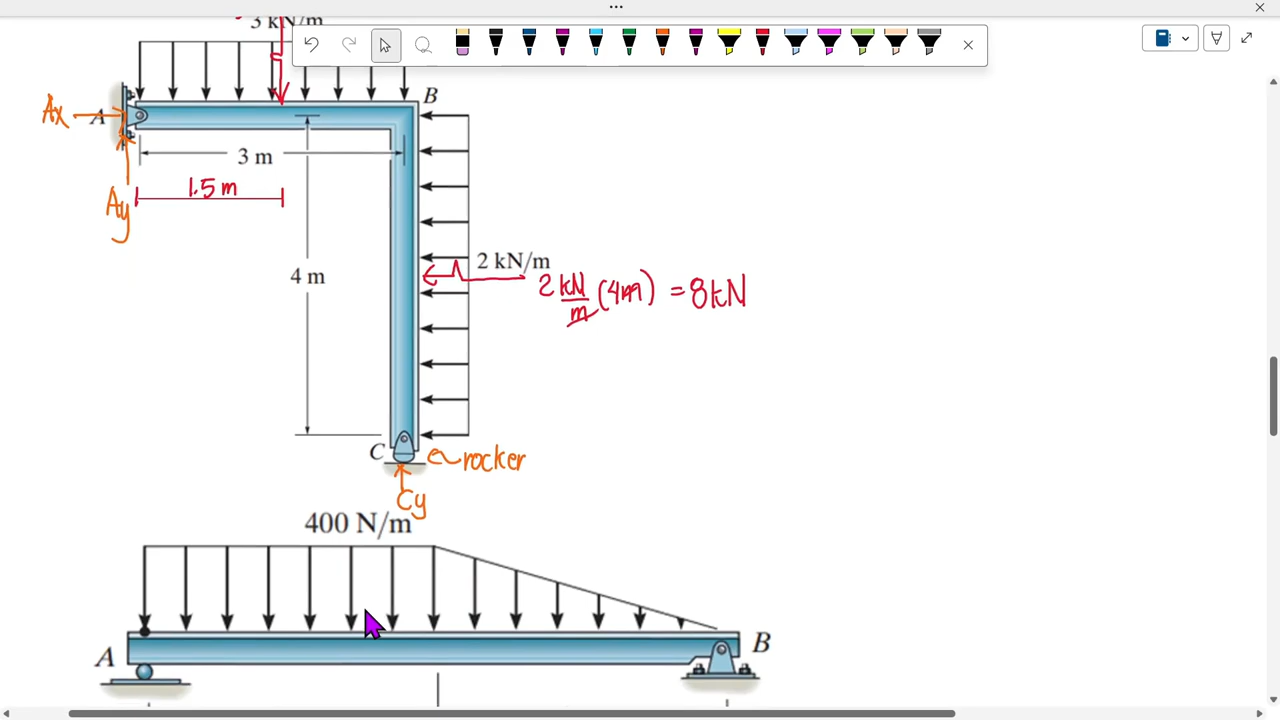 3 kN/m
B
Ax
A
3 m
1.5 m
Ay
4 m
2 kN/m
2 kN/m (4m) = 8kN
C
rocker
Cy
400 N/m
A
B